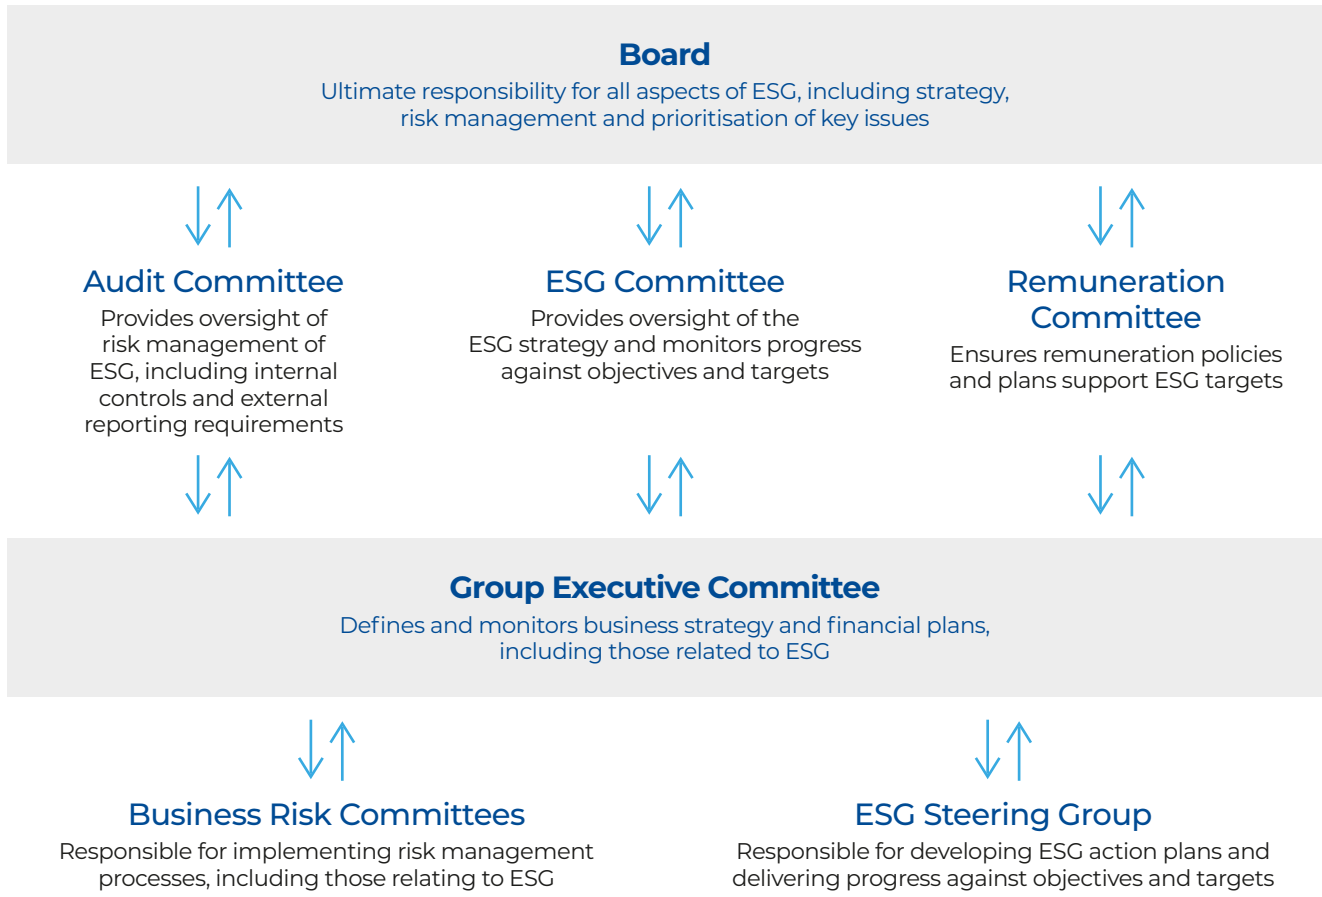 Board
Ultimate responsibility for all aspects of ESG, including strategy,
risk management and prioritisation of key issues
Audit Committee
Provides oversight of
risk management of
ESG, including internal
controls and external
reporting requirements
ESG Committee
Provides oversight of the
ESG strategy and monitors progress
against objectives and targets
Remuneration
Committee
Ensures remuneration policies
and plans support ESG targets
Group Executive Committee
Defines and monitors business strategy and financial plans,
including those related to ESG
Business Risk Committees
Responsible for implementing risk management
processes, including those relating to ESG
ESG Steering Group
Responsible for developing ESG action plans and
delivering progress against objectives and targets